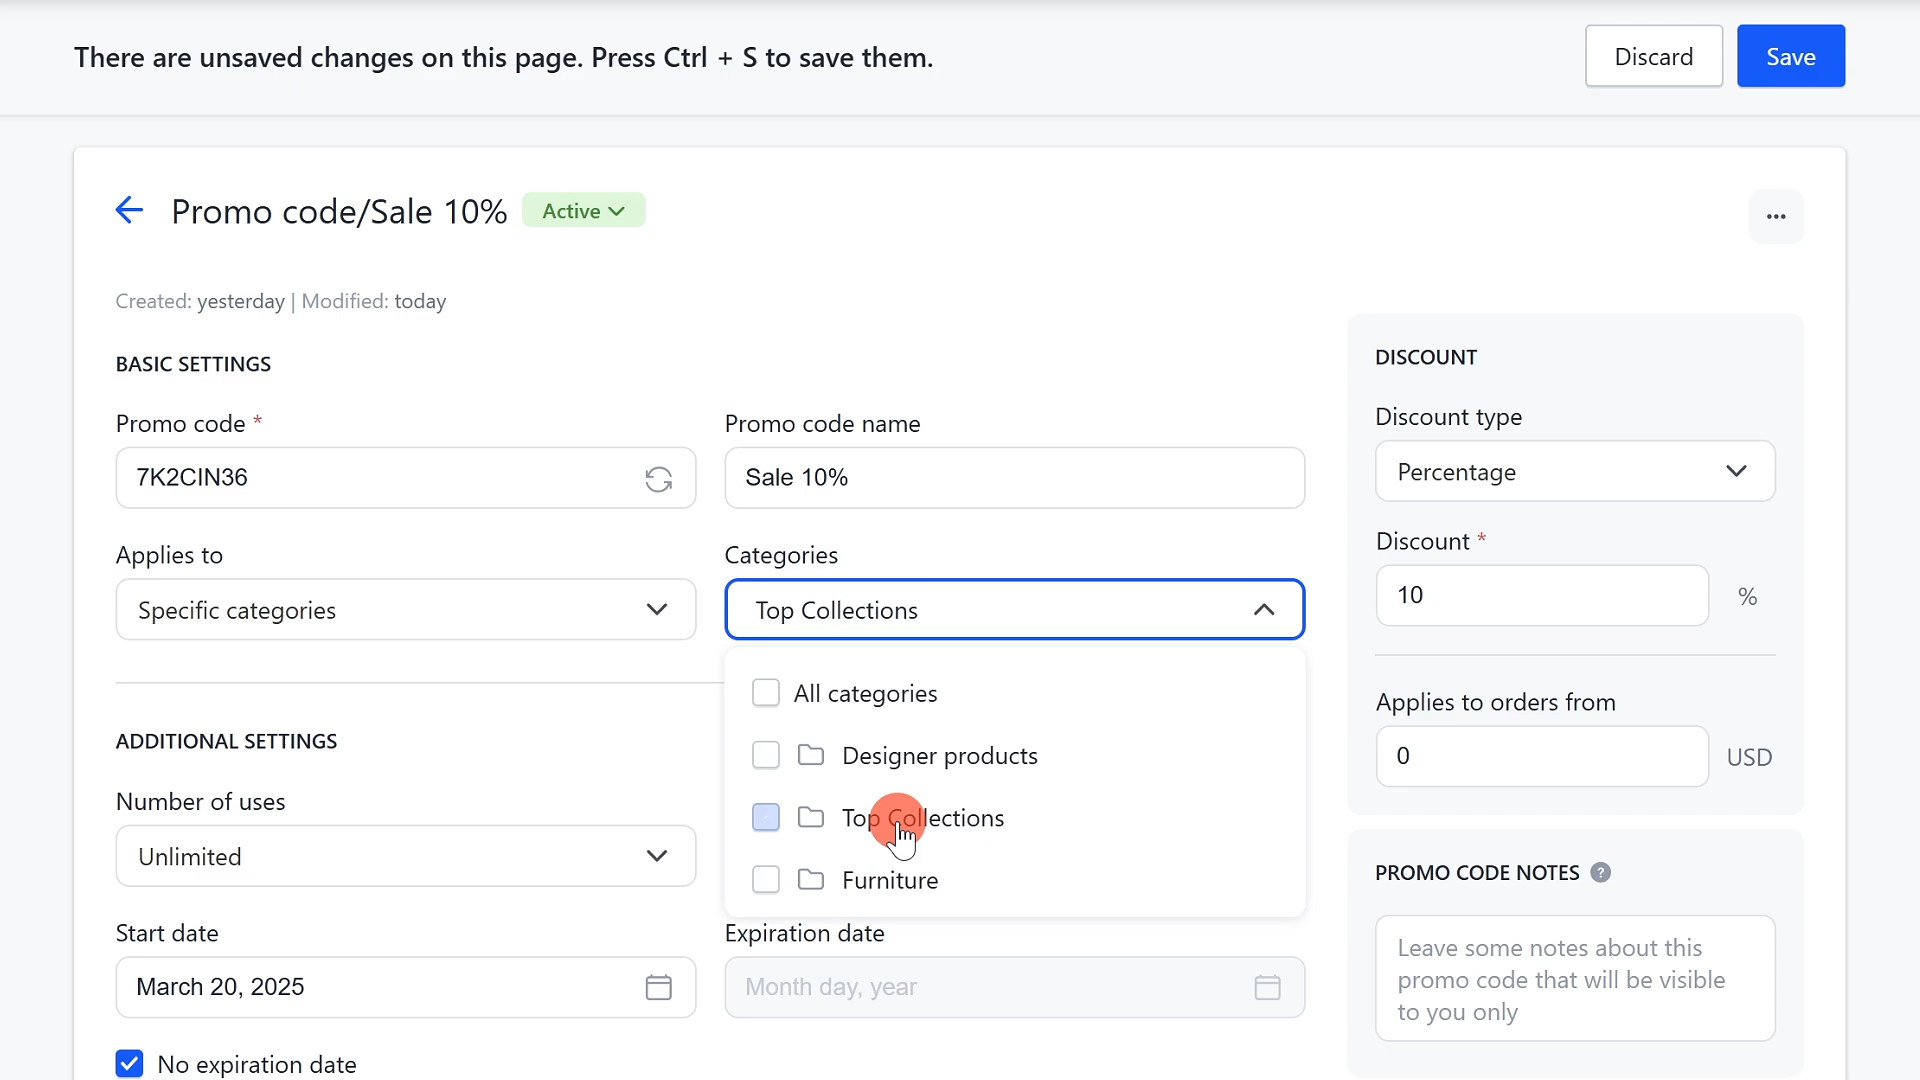 There are unsaved changes on this page. Press Ctrl + S to save them.
Discard
Save
Promo code/Sale 10%
Active
Created: yesterday | Modified: today
BASIC SETTINGS
Promo code *
Promo code name
7K2CIN36
Sale 10%
Applies to
Categories
Specific categories
Top Collections
All categories
Designer products
Top Collections
Furniture
ADDITIONAL SETTINGS
Number of uses
Unlimited
Start date
Expiration date
March 20, 2025
Month day, year
No expiration date
DISCOUNT
Discount type
Percentage
Discount *
10 %
Applies to orders from
0 USD
PROMO CODE NOTES ?
Leave some notes about this
promo code that will be visible
to you only